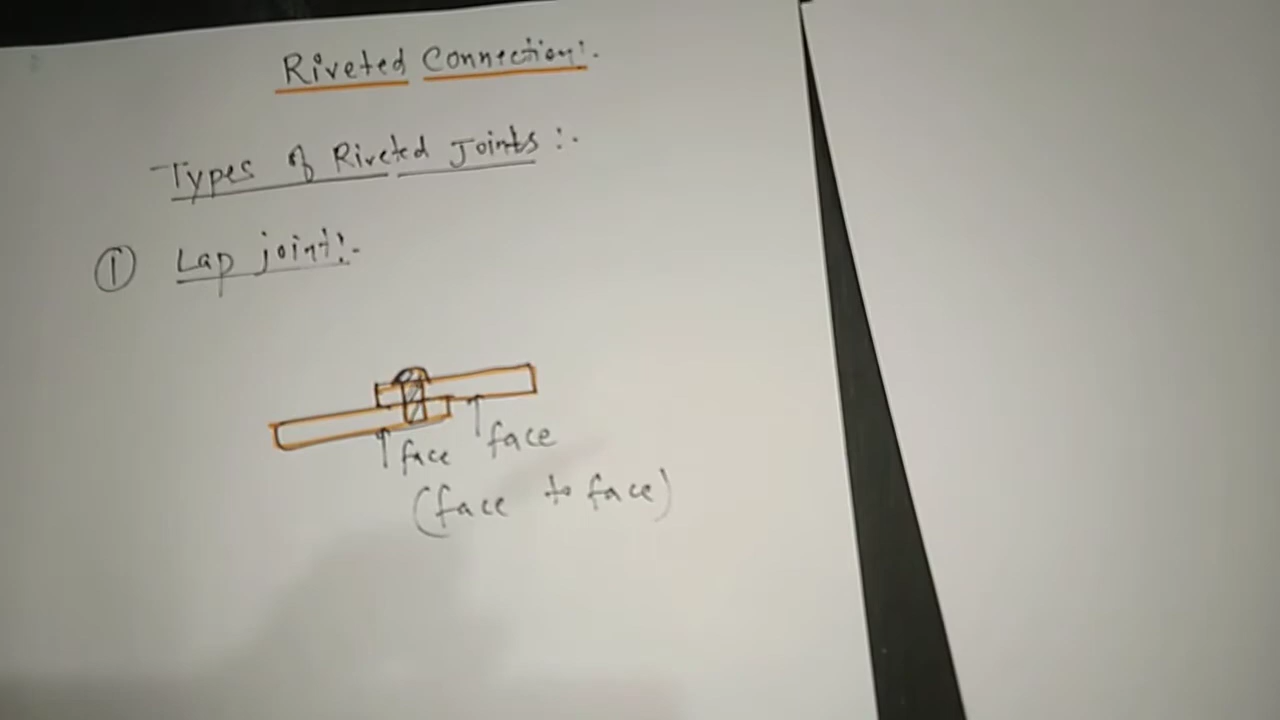 Riveted Connection:-
Types of Riveted Joints:-
① Lap joint:-
face face
(face to face)